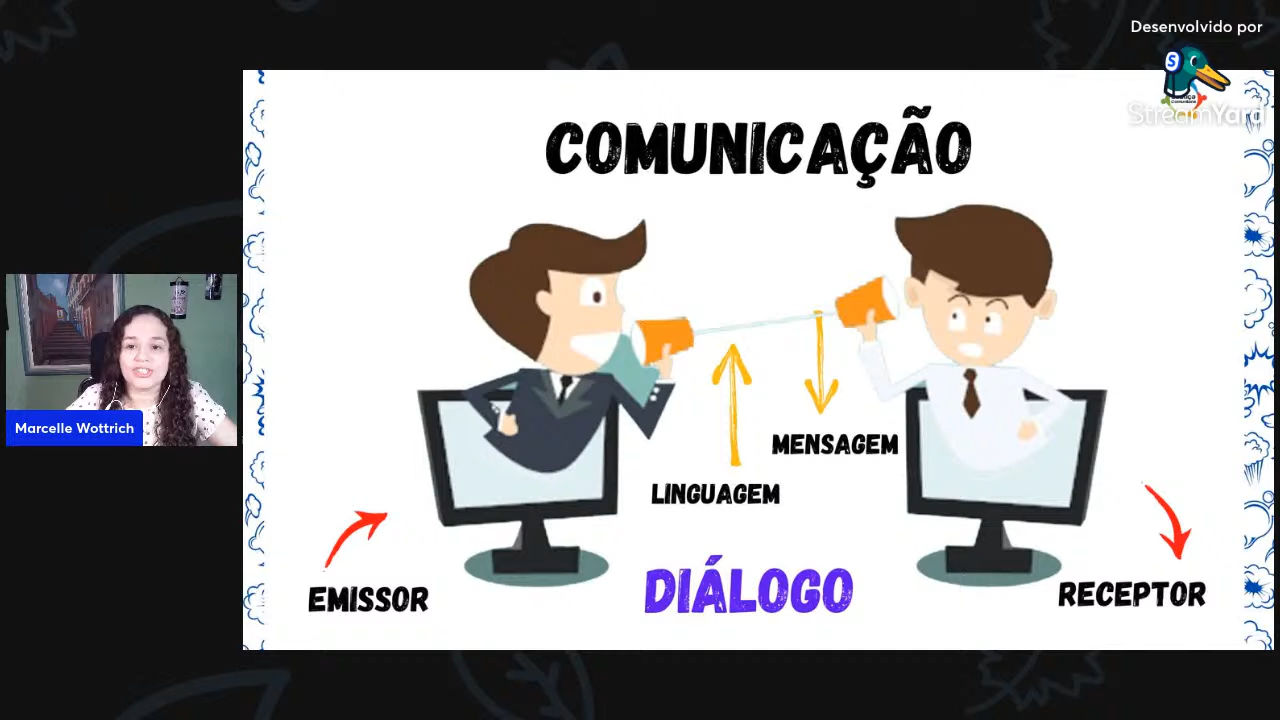 Desenvolvido por
StreamYard
COMUNICAÇÃO
MENSAGEM
LINGUAGEM
Marcelle Wottrich
EMISSOR
DIÁLOGO
RECEPTOR